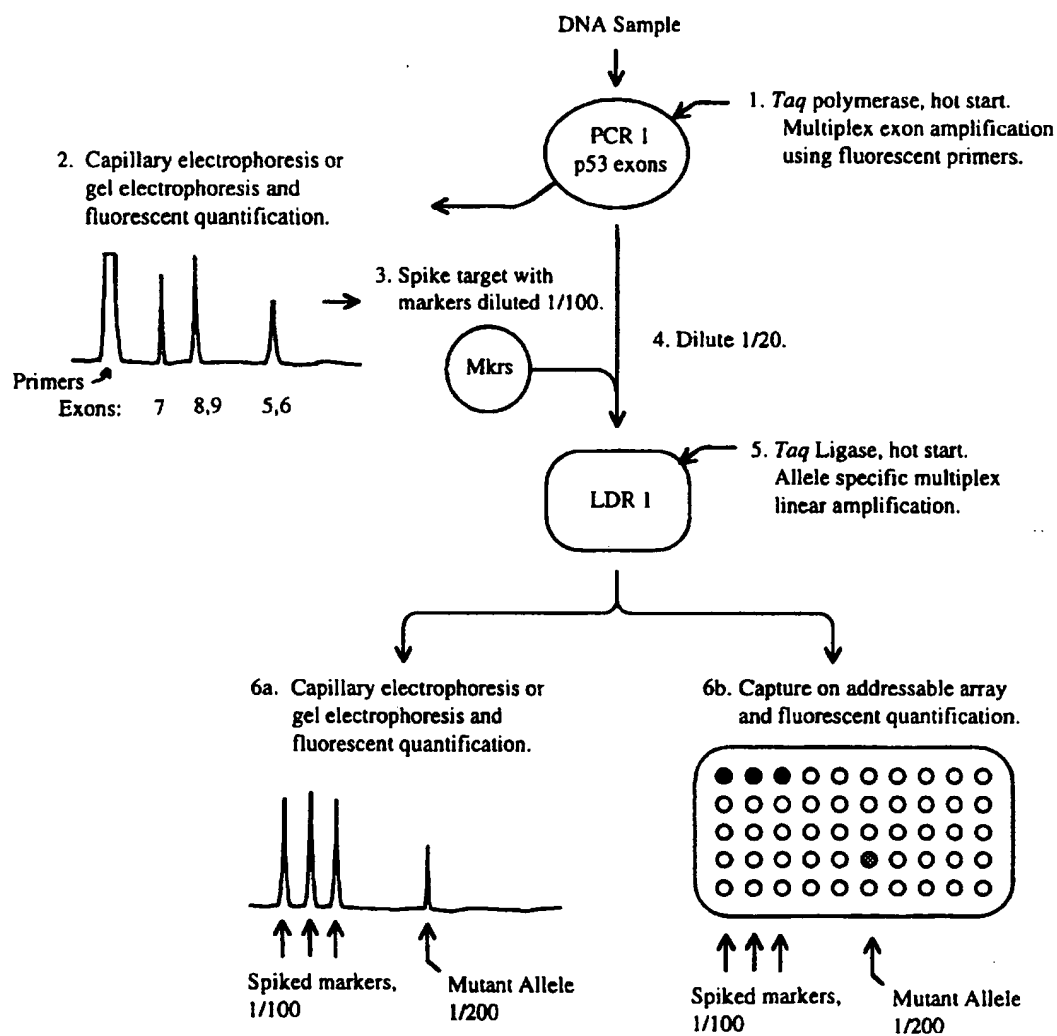 DNA Sample
PCR 1
p53 exons
1. Taq polymerase, hot start.
Multiplex exon amplification
using fluorescent primers.
2. Capillary electrophoresis or
gel electrophoresis and
fluorescent quantification.
3. Spike target with
markers diluted 1/100.
Mkrs
4. Dilute 1/20.
Primers
Exons: 7 8,9 5,6
5. Taq Ligase, hot start.
Allele specific multiplex
linear amplification.
LDR 1
6a. Capillary electrophoresis or
gel electrophoresis and
fluorescent quantification.
Spiked markers,
1/100
Mutant Allele
1/200
6b. Capture on addressable array
and fluorescent quantification.
Spiked markers,
1/100
Mutant Allele
1/200